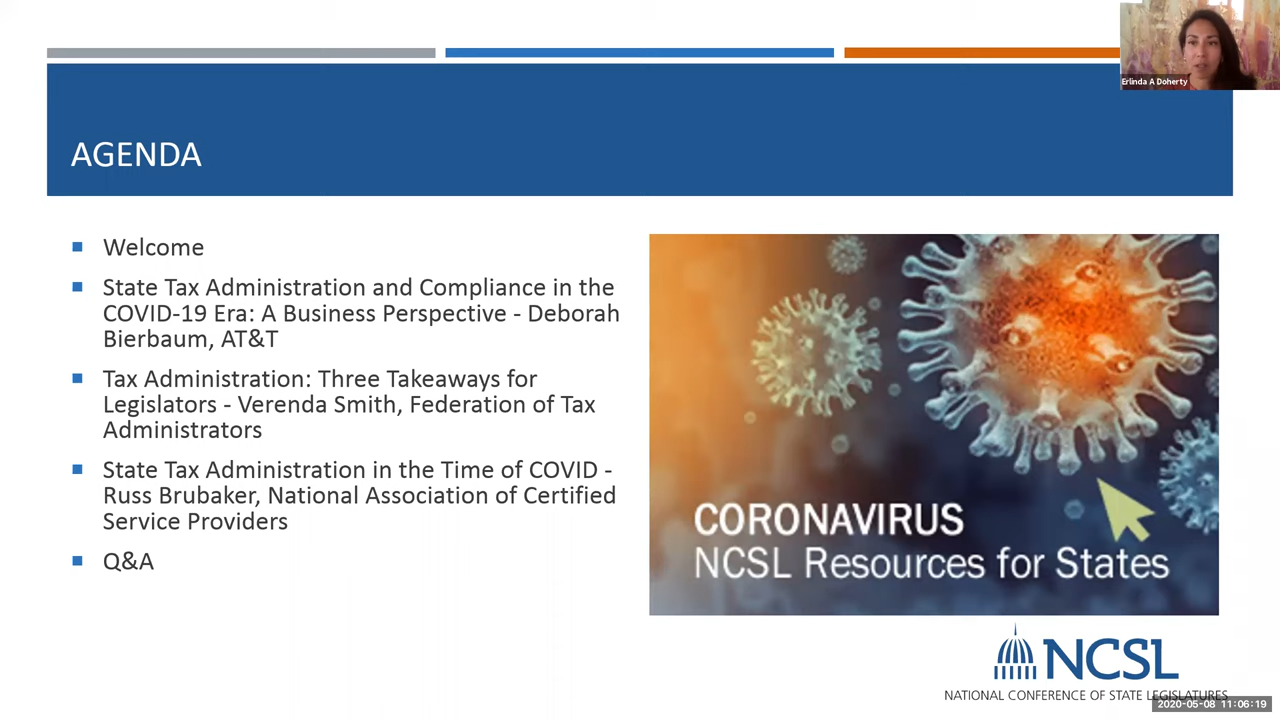 Erlinda A Doherty
AGENDA
Welcome
State Tax Administration and Compliance in the
COVID-19 Era: A Business Perspective - Deborah
Bierbaum, AT&T
Tax Administration: Three Takeaways for
Legislators - Verenda Smith, Federation of Tax
Administrators
State Tax Administration in the Time of COVID -
Russ Brubaker, National Association of Certified
Service Providers
Q&A
CORONAVIRUS
NCSL Resources for States
NCSL
NATIONAL CONFERENCE OF STATE LEGISLATURES
2020-05-08 11:06:19